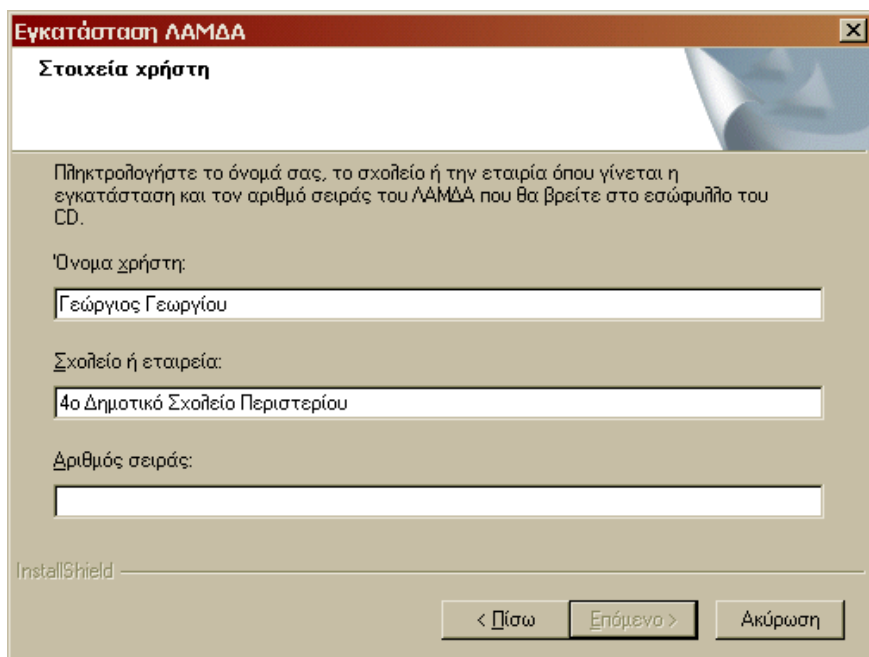 Εγκατάσταση ΛΑΜΔΑ
Στοιχεία χρήστη
Πληκτρολογήστε το όνομά σας, το σχολείο ή την εταιρία όπου γίνεται η
εγκατάσταση και τον αριθμό σειράς του ΛΑΜΔΑ που θα βρείτε στο εσώφυλλο του
CD.
Όνομα χρήστη:
Γεώργιος Γεωργίου
Σχολείο ή εταιρεία:
4ο Δημοτικό Σχολείο Περιστερίου
Αριθμός σειράς:
InstallShield
< Πίσω Επόμενο > Ακύρωση